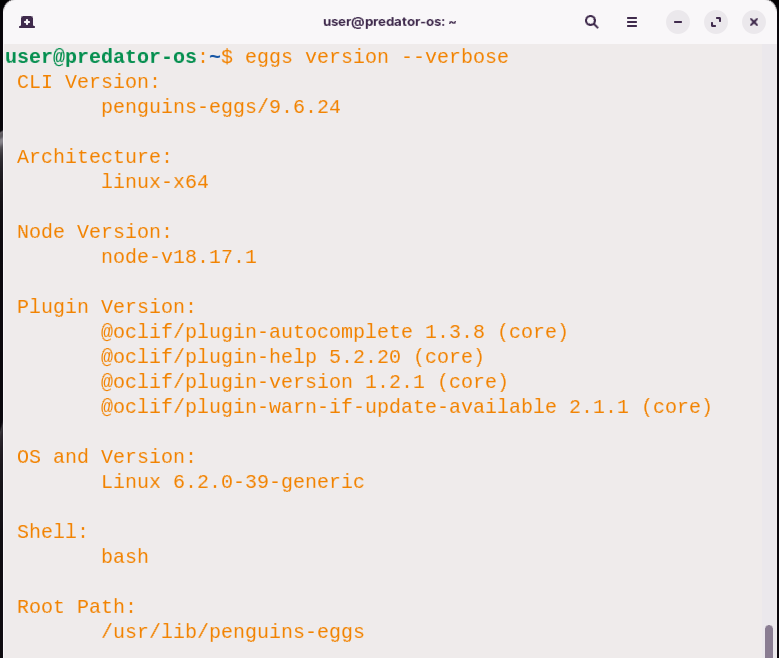 user@predator-os: ~
user@predator-os:~$ eggs version --verbose
CLI Version:
penguins-eggs/9.6.24
Architecture:
linux-x64
Node Version:
node-v18.17.1
Plugin Version:
@oclif/plugin-autocomplete 1.3.8 (core)
@oclif/plugin-help 5.2.20 (core)
@oclif/plugin-version 1.2.1 (core)
@oclif/plugin-warn-if-update-available 2.1.1 (core)
OS and Version:
Linux 6.2.0-39-generic
Shell:
bash
Root Path:
/usr/lib/penguins-eggs